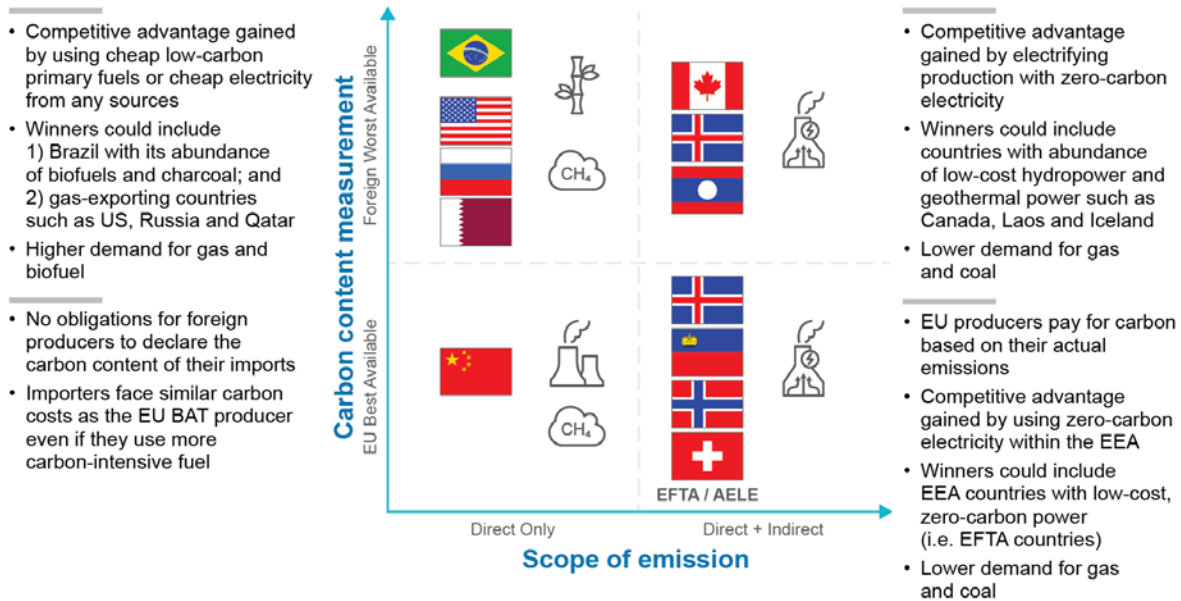 • Competitive advantage gained
by using cheap low-carbon
primary fuels or cheap electricity
from any sources
• Winners could include
1) Brazil with its abundance
of biofuels and charcoal; and
2) gas-exporting countries
such as US, Russia and Qatar
• Higher demand for gas and
biofuel
• No obligations for foreign
producers to declare the
carbon content of their imports
• Importers face similar carbon
costs as the EU BAT producer
even if they use more
carbon-intensive fuel
Carbon content measurement
Foreign Worst Available
EU Best Available
CH₄
CH₄
EFTA / AELE
Direct Only
Direct + Indirect
Scope of emission
• Competitive advantage
gained by electrifying
production with zero-carbon
electricity
• Winners could include
countries with abundance
of low-cost hydropower and
geothermal power such as
Canada, Laos and Iceland
• Lower demand for gas
and coal
• EU producers pay for carbon
based on their actual
emissions
• Competitive advantage
gained by using zero-carbon
electricity within the EEA
• Winners could include
EEA countries with low-cost,
zero-carbon power
(i.e. EFTA countries)
• Lower demand for gas
and coal